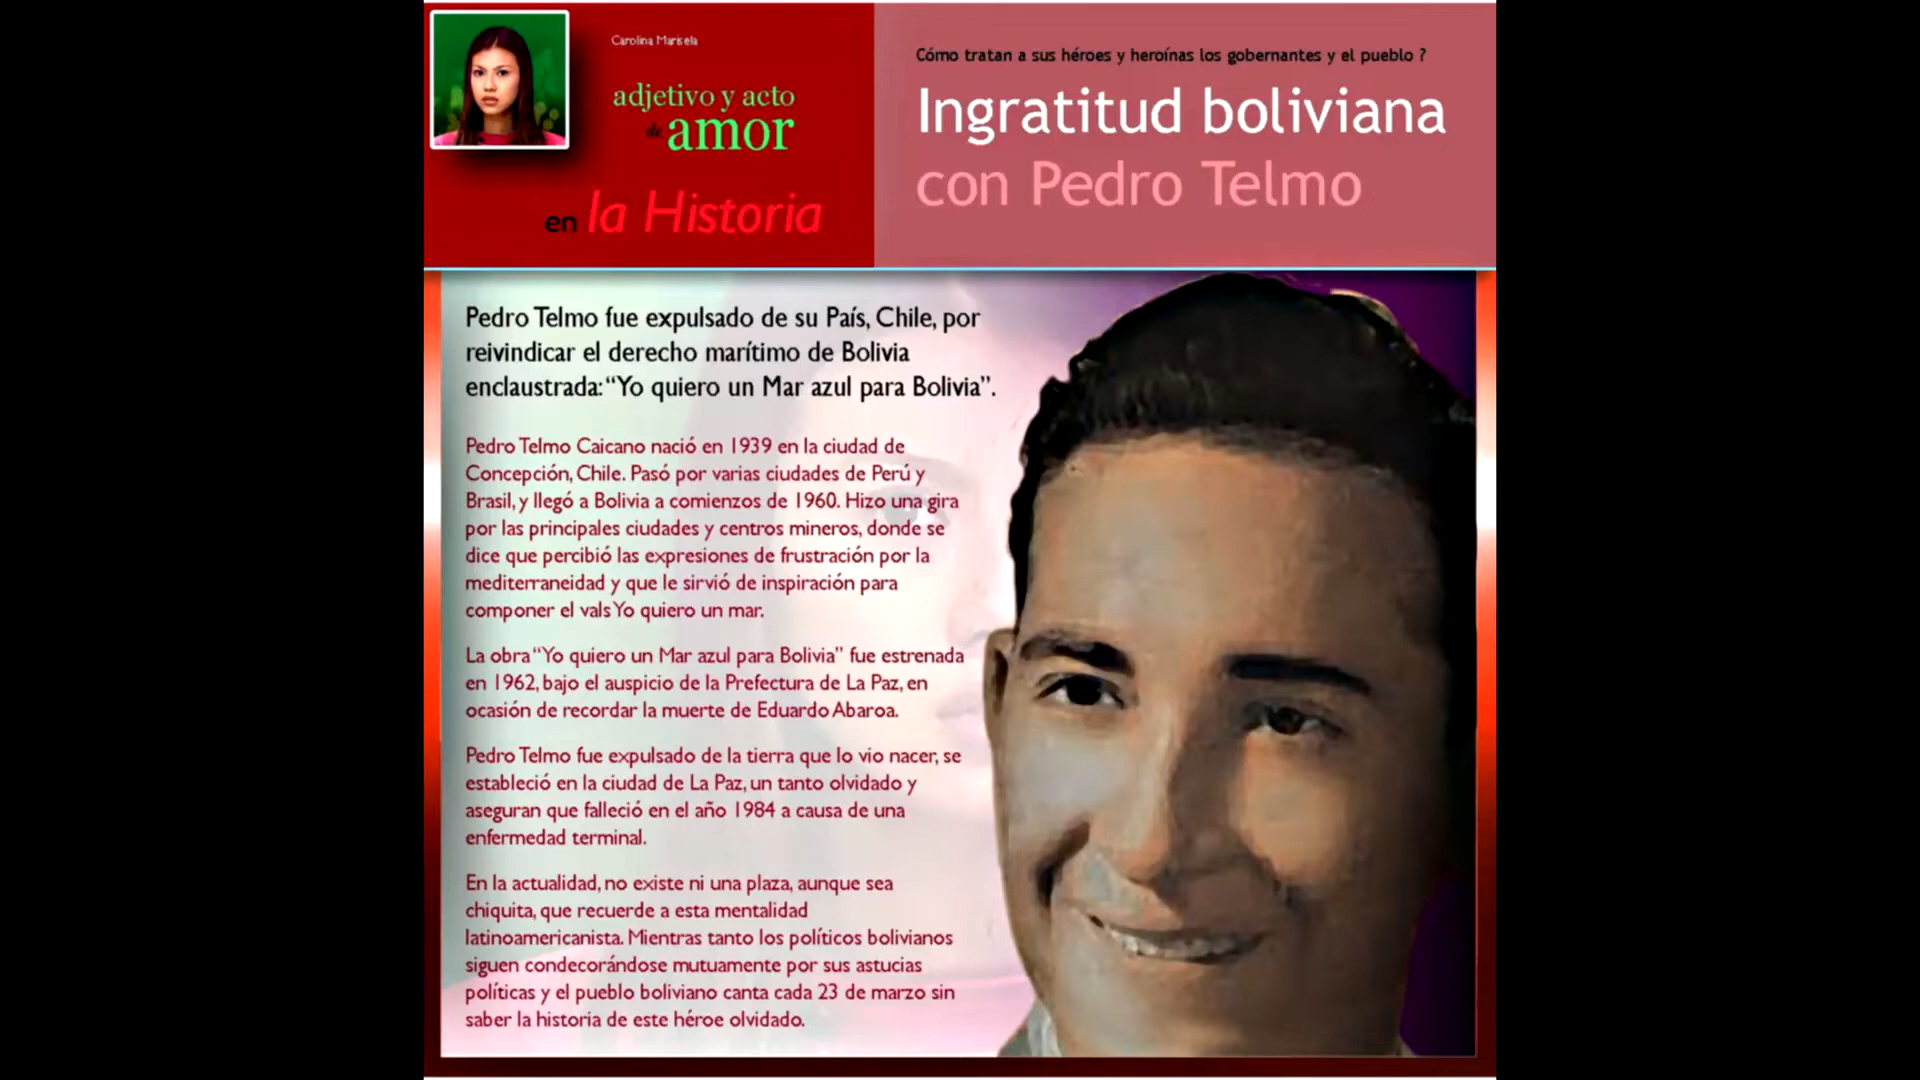 Carolina Marisela
adjetivo y acto
de amor
en la Historia
Cómo tratan a sus héroes y heroínas los gobernantes y el pueblo ?
Ingratitud boliviana
con Pedro Telmo
Pedro Telmo fue expulsado de su País, Chile, por
reivindicar el derecho marítimo de Bolivia
enclaustrada: “Yo quiero un Mar azul para Bolivia”.
Pedro Telmo Caicano nació en 1939 en la ciudad de
Concepción, Chile. Pasó por varias ciudades de Perú y
Brasil, y llegó a Bolivia a comienzos de 1960. Hizo una gira
por las principales ciudades y centros mineros, donde se
dice que percibió las expresiones de frustración por la
mediterraneidad y que le sirvió de inspiración para
componer el vals Yo quiero un mar.
La obra “Yo quiero un Mar azul para Bolivia” fue estrenada
en 1962, bajo el auspicio de la Prefectura de La Paz, en
ocasión de recordar la muerte de Eduardo Abaroa.
Pedro Telmo fue expulsado de la tierra que lo vio nacer, se
estableció en la ciudad de La Paz, un tanto olvidado y
aseguran que falleció en el año 1984 a causa de una
enfermedad terminal.
En la actualidad, no existe ni una plaza, aunque sea
chiquita, que recuerde a esta mentalidad
latinoamericanista. Mientras tanto los políticos bolivianos
siguen condecorándose mutuamente por sus astucias
políticas y el pueblo boliviano canta cada 23 de marzo sin
saber la historia de este héroe olvidado.